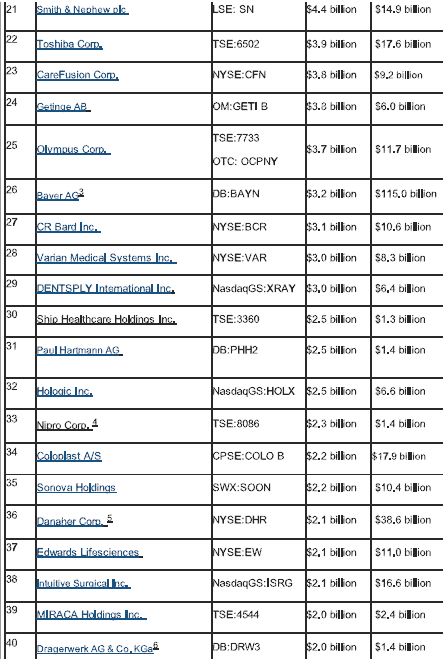 21 Smith & Nephew plc LSE: SN $4.4 billion $14.9 billion
22 Toshiba Corp. TSE:6502 $3.9 billion $17.6 billion
23 CareFusion Corp. NYSE:CFN $3.8 billion $9.2 billion
24 Getinge AB OM:GETI B $3.8 billion $6.0 billion
25 Olympus Corp. TSE:7733 $3.7 billion $11.7 billion
OTC: OCPNY
26 Bayer AG3 DB:BAYN $3.2 billion $115.0 billion
27 CR Bard Inc. NYSE:BCR $3.1 billion $10.6 billion
28 Varian Medical Systems Inc. NYSE:VAR $3.0 billion $8.3 billion
29 DENTSPLY International Inc. NasdaqGS:XRAY $3.0 billion $6.4 billion
30 Ship Healthcare Holdings Inc. TSE:3360 $2.5 billion $1.3 billion
31 Paul Hartmann AG DB:PHH2 $2.5 billion $1.4 billion
32 Hologic Inc. NasdaqGS:HOLX $2.5 billion $6.6 billion
33 Nipro Corp. 4 TSE:8086 $2.3 billion $1.4 billion
34 Coloplast A/S CPSE:COLO B $2.2 billion $17.9 billion
35 Sonova Holdings SWX:SOON $2.2 billion $10.4 billion
36 Danaher Corp. 5 NYSE:DHR $2.1 billion $38.6 billion
37 Edwards Lifesciences NYSE:EW $2.1 billion $11.0 billion
38 Intuitive Surgical Inc. NasdaqGS:ISRG $2.1 billion $16.6 billion
39 MIRACA Holdings Inc. TSE:4544 $2.0 billion $2.4 billion
40 Dragerwerk AG & Co. KGa6 DB:DRW3 $2.0 billion $1.4 billion